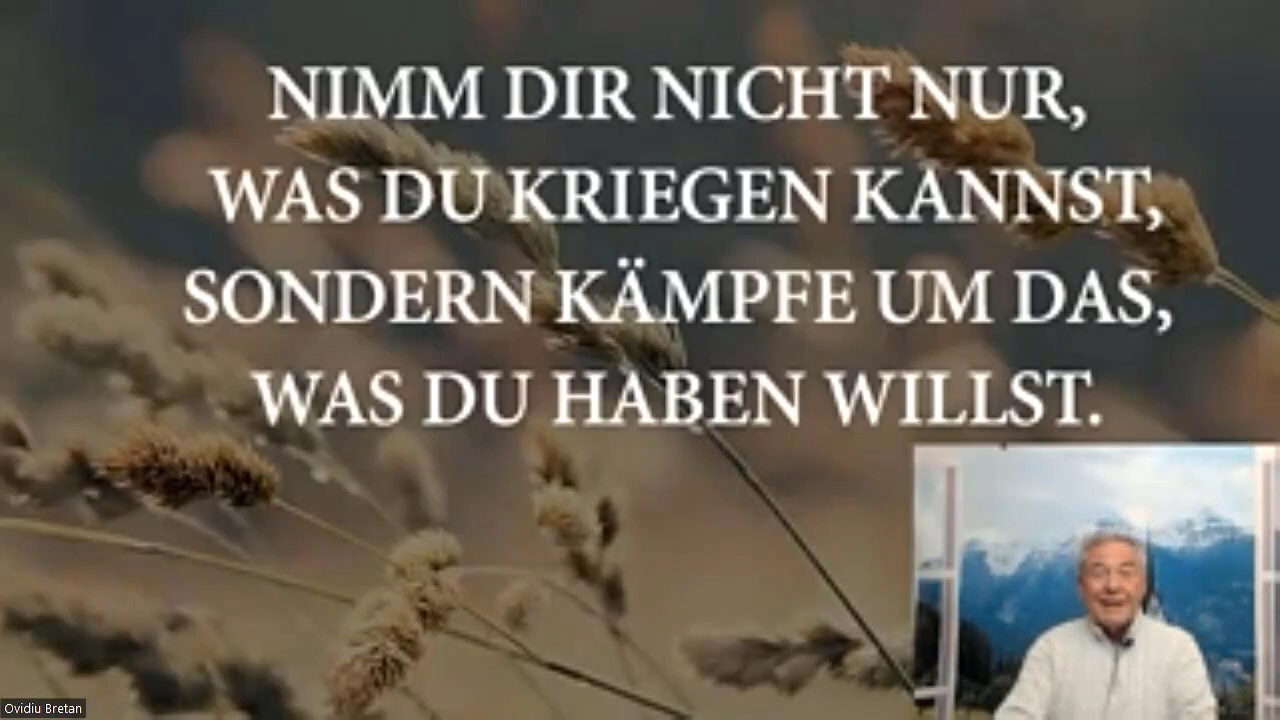 NIMM DIR NICHT NUR,
WAS DU KRIEGEN KANNST,
SONDERN KÄMPFE UM DAS,
WAS DU HABEN WILLST.
Ovidiu Bretan